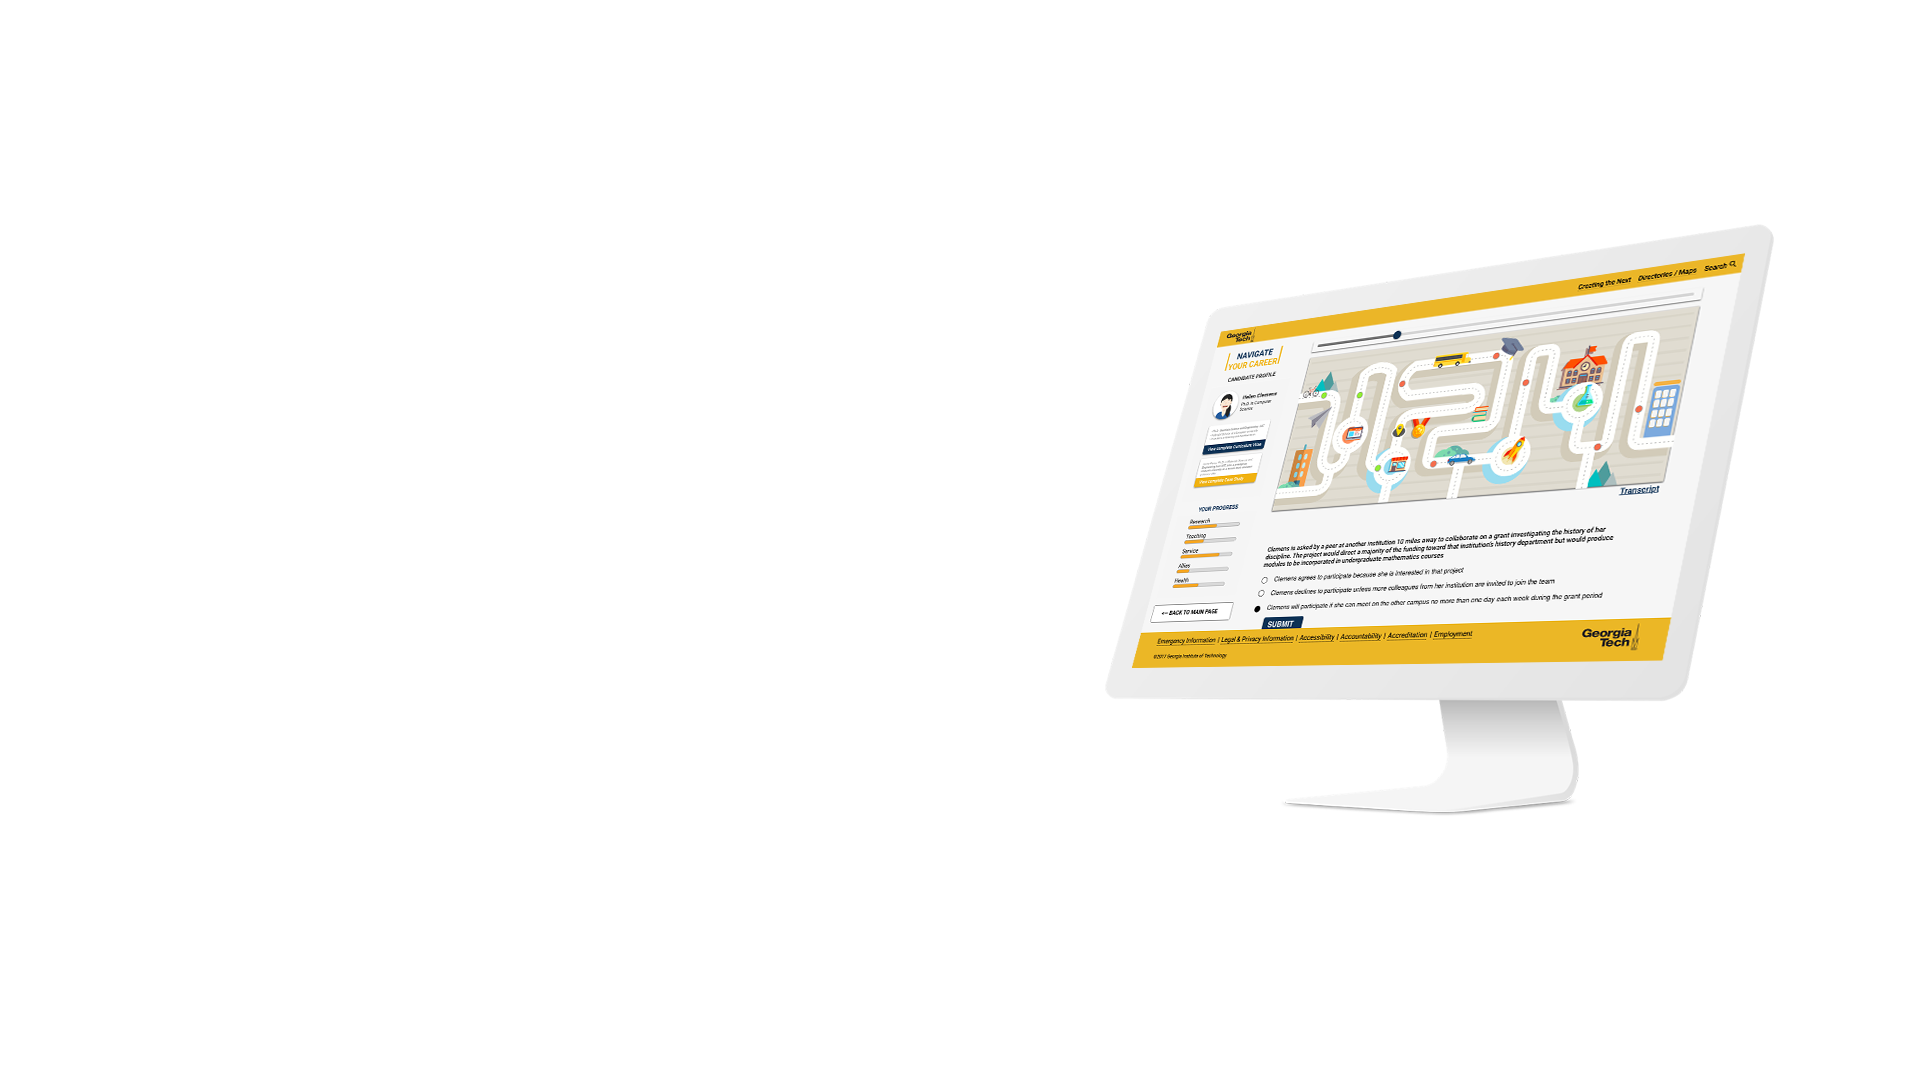 Creating the Next Directories / Maps Search
Georgia
Tech
NAVIGATE
YOUR CAREER
CANDIDATE PROFILE
Helen Clemens
Ph.D. in Computer
Science
View complete Curriculum Vitae
View complete Case Study
YOUR PROGRESS
Research
Teaching
Service
Allies
Health
<-- BACK TO MAIN PAGE
Transcript
Clemens is asked by a peer at another institution 10 miles away to collaborate on a grant investigating the history of her
discipline. The project would direct a majority of the funding toward that institution's history department but would produce
modules to be incorporated in undergraduate mathematics courses
Clemens agrees to participate because she is interested in that project
Clemens declines to participate unless more colleagues from her institution are invited to join the team
Clemens will participate if she can meet on the other campus no more than one day each week during the grant period
SUBMIT
Emergency Information | Legal & Privacy Information | Accessibility | Accountability | Accreditation | Employment
©2017 Georgia Institute of Technology
Georgia
Tech